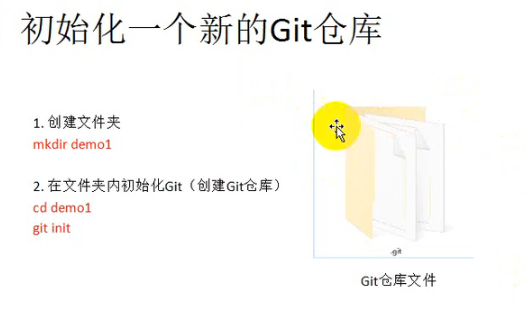 初始化一个新的Git仓库
1. 创建文件夹
mkdir demo1
2. 在文件夹内初始化Git（创建Git仓库）
cd demo1
git init
.git
Git仓库文件